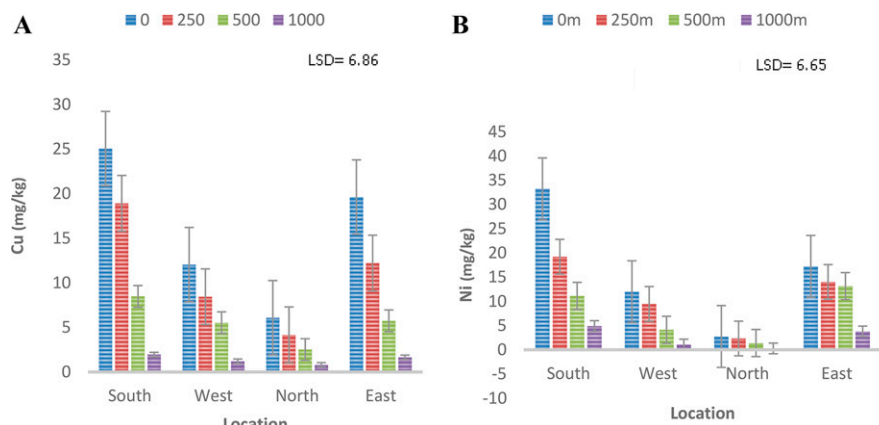 A
0 250 500 1000
LSD= 6.86
35
30
25
20
15
10
5
0
Cu (mg/kg)
South West North East
Location
B
0m 250m 500m 1000m
LSD= 6.65
45
40
35
30
25
20
15
10
5
0
-5
-10
Ni (mg/kg)
South West North East
Location